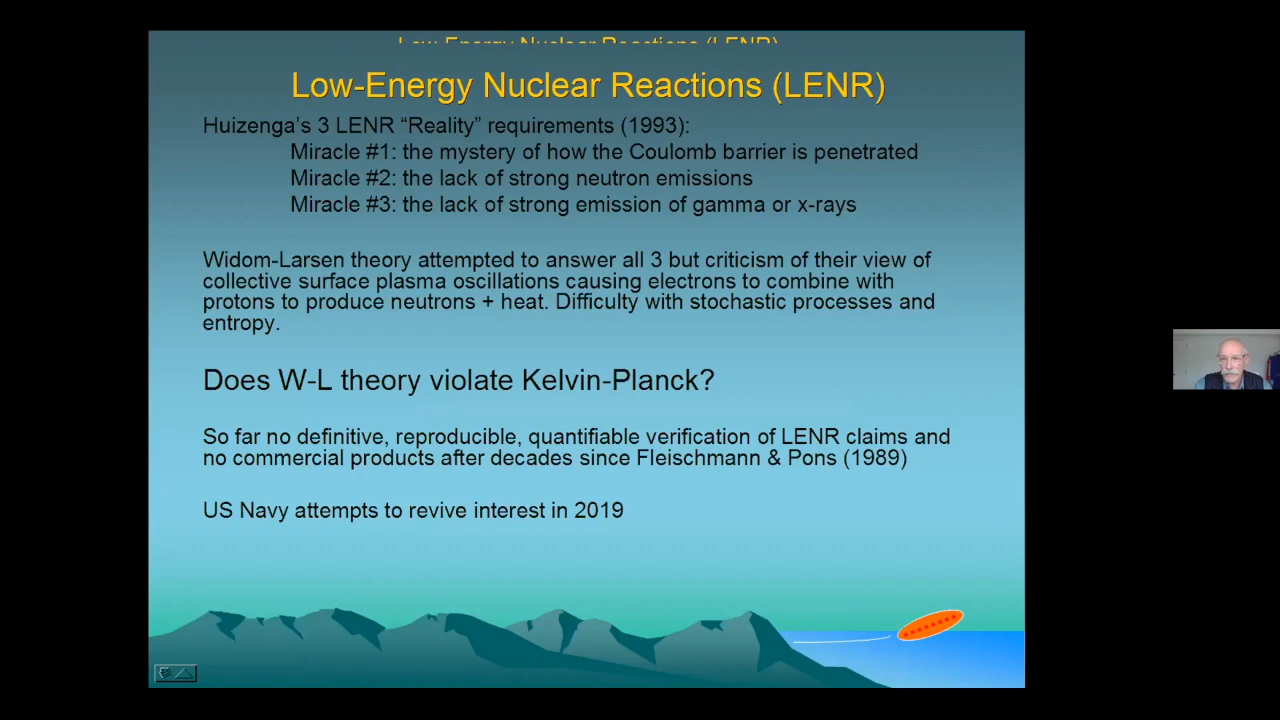 Low-Energy Nuclear Reactions (LENR)
Low-Energy Nuclear Reactions (LENR)
Huizenga's 3 LENR “Reality” requirements (1993):
Miracle #1: the mystery of how the Coulomb barrier is penetrated
Miracle #2: the lack of strong neutron emissions
Miracle #3: the lack of strong emission of gamma or x-rays
Widom-Larsen theory attempted to answer all 3 but criticism of their view of
collective surface plasma oscillations causing electrons to combine with
protons to produce neutrons + heat. Difficulty with stochastic processes and
entropy.
Does W-L theory violate Kelvin-Planck?
So far no definitive, reproducible, quantifiable verification of LENR claims and
no commercial products after decades since Fleischmann & Pons (1989)
US Navy attempts to revive interest in 2019